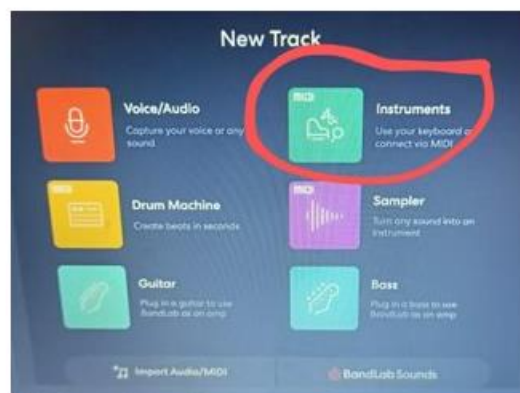 New Track
MIDI
Voice/Audio
Capture your voice or any
sound
Instruments
Use your keyboard or
connect via MIDI
MIDI
Drum Machine
Create beats in seconds
MIDI
Sampler
Turn any sound into an
instrument
Guitar
Plug in a guitar to use
BandLab as an amp
Bass
Plug in a bass to use
BandLab as an amp
Import Audio/MIDI
BandLab Sounds